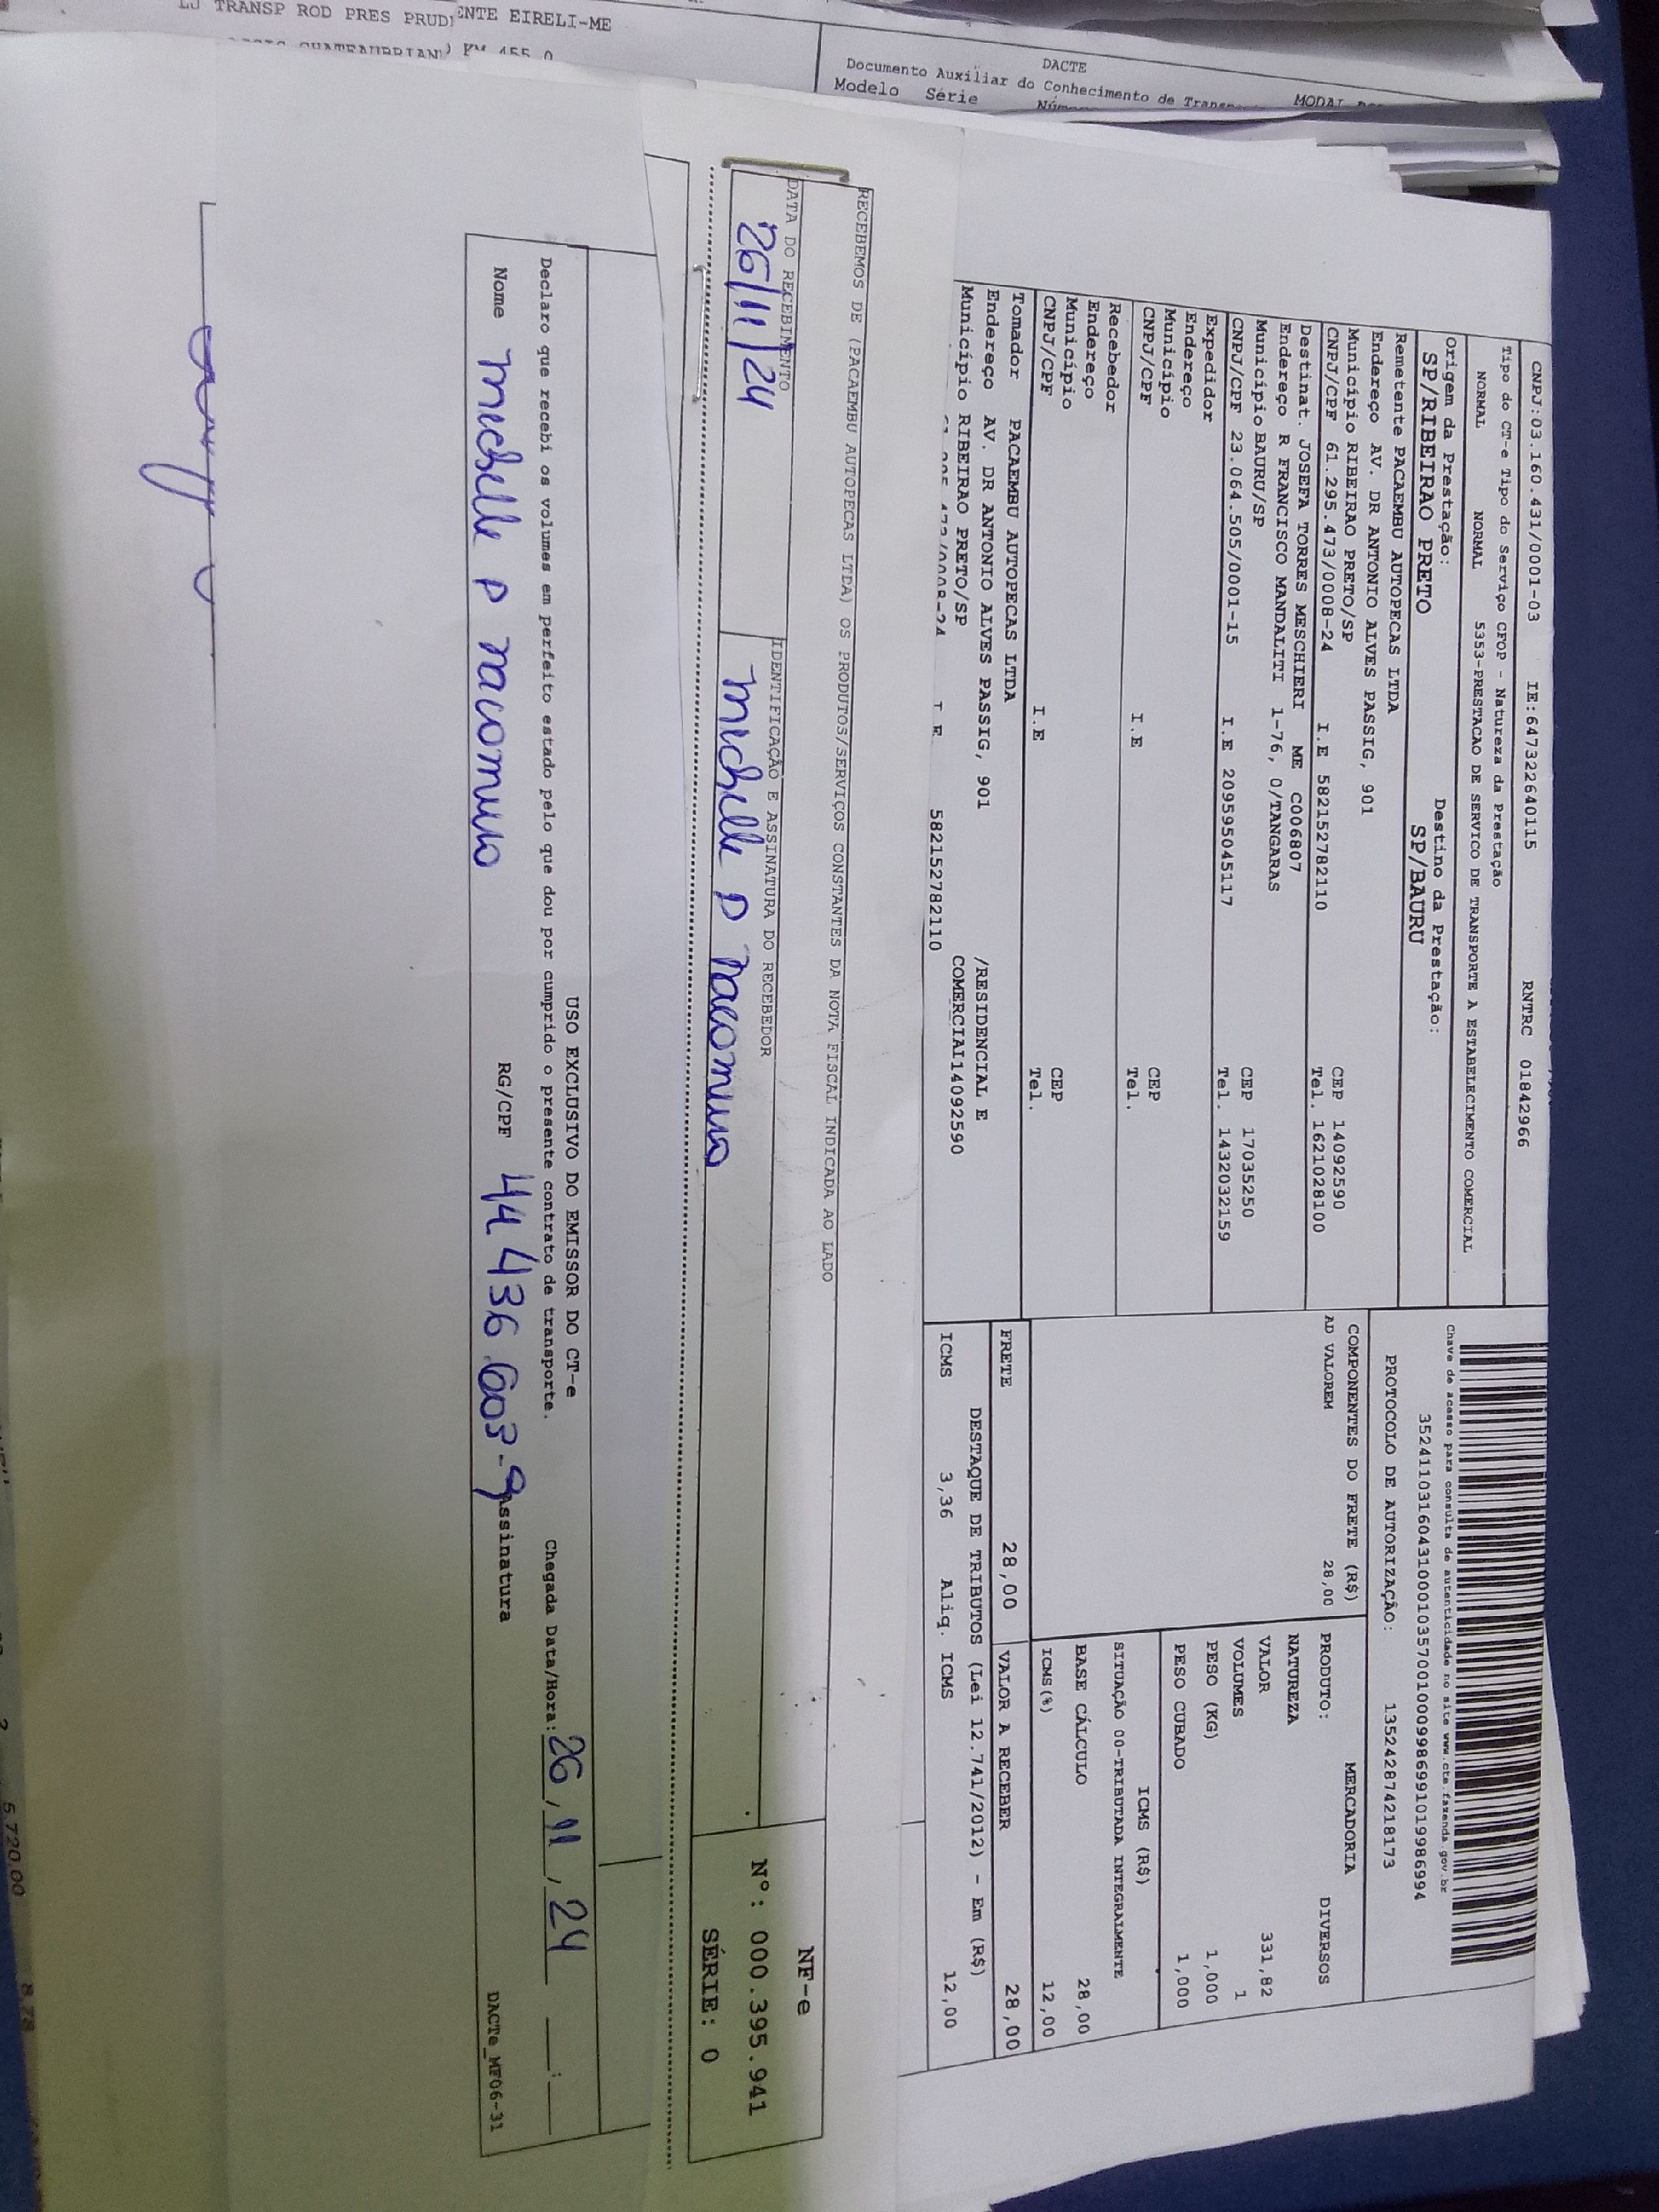 TRANSP ROD PRES PRUDENTE EIRELI-ME
DACTE
Documento Auxiliar do Conhecimento de
Modelo Série
CNPJ:03.160.431/0001-03 IE:647322640115 RNTRC 01842966
Tipo do CT-e Tipo do Serviço CFOP - Natureza da Prestação
NORMAL NORMAL 5353-PRESTACAO DE SERVICO DE TRANSPORTE A ESTABELECIMENTO COMERCIAL
Origem da Prestação: Destino da Prestação:
SP/RIBEIRAO PRETO SP/BAURU
Remetente PACAEMBU AUTOPECAS LTDA
Endereço AV. DR ANTONIO ALVES PASSIG, 901
Município RIBEIRAO PRETO/SP CEP 14092590
CNPJ/CPF 61.295.473/0008-24 I.E 582152782110 Tel. 1621028100
Destinat. JOSEFA TORRES MESCHIERI ME C006807
Endereço R FRANCISCO MANDALITI 1-76, 0/TANGARAS
Município BAURU/SP CEP 17035250
CNPJ/CPF 23.064.505/0001-15 I.E 209595045117 Tel. 1432032159
Expedidor
Endereço
Município CEP
CNPJ/CPF I.E Tel.
Recebedor
Endereço
Município CEP
CNPJ/CPF I.E Tel.
Tomador PACAEMBU AUTOPECAS LTDA
Endereço AV. DR ANTONIO ALVES PASSIG, 901 /RESIDENCIAL E
Município RIBEIRAO PRETO/SP COMERCIAI14092590
I.E 582152782110
Chave de acesso para consulta de autenticidade no site www.cte.fazenda.gov.br
35241103160431000103570010009986991019986994
PROTOCOLO DE AUTORIZAÇÃO: 135242874218173
COMPONENTES DO FRETE (R$)
AD VALOREM 28,00
MERCADORIA
PRODUTO: DIVERSOS
NATUREZA
VALOR 331,82
VOLUMES 1
PESO (KG) 1,000
PESO CUBADO 1,000
ICMS (R$)
SITUAÇÃO 00-TRIBUTADA INTEGRALMENTE
BASE CÁLCULO 28,00
ICMS(%) 12,00
FRETE 28,00 VALOR A RECEBER 28,00
DESTAQUE DE TRIBUTOS (Lei 12.741/2012) - Em (R$)
ICMS 3,36 Aliq. ICMS 12,00
RECEBEMOS DE (PACAEMBU AUTOPECAS LTDA) OS PRODUTOS/SERVIÇOS CONSTANTES DA NOTA FISCAL INDICADA AO LADO
DATA DO RECEBIMENTO IDENTIFICAÇÃO E ASSINATURA DO RECEBEDOR
26/11/24 Michelle P Nacomuro
NF-e
Nº: 000.395.941
SÉRIE: 0
USO EXCLUSIVO DO EMISSOR DO CT-e
Declaro que recebi os volumes em perfeito estado pelo que dou por cumprido o presente contrato de transporte. Chegada Data/Hora: 26/11/24 __:__
Nome Michelle P Nacomuro RG/CPF 44 436 603-9 Assinatura
DACTe_MF06-31
5.720,00 8,78